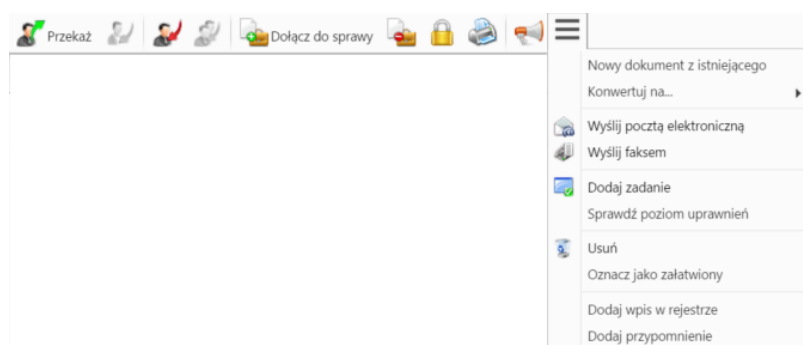 Przekaż Dołącz do sprawy
Nowy dokument z istniejącego
Konwertuj na...
Wyślij pocztą elektroniczną
Wyślij faksem
Dodaj zadanie
Sprawdź poziom uprawnień
Usuń
Oznacz jako załatwiony
Dodaj wpis w rejestrze
Dodaj przypomnienie